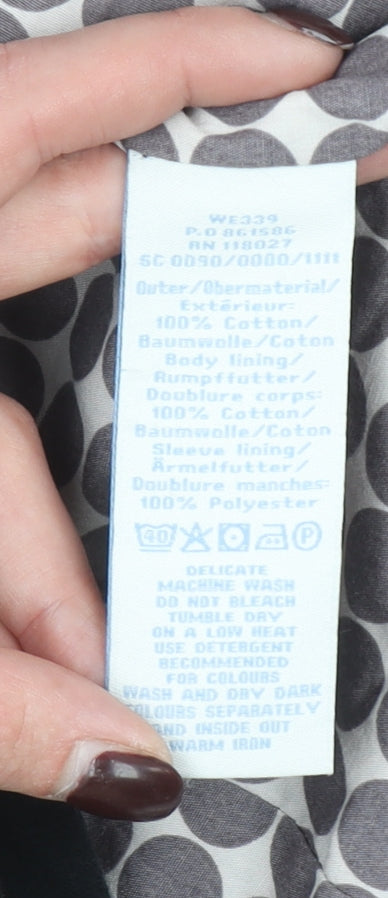 WE339
P.O 861586
RN 118027
SC 0090/0000/1111
Outer/Obermaterial/
Extérieur:
100% Cotton/
Baumwolle/Coton
Body lining/
Rumpffutter/
Doublure corps:
100% Cotton/
Baumwolle/Coton
Sleeve lining/
Ärmelfutter/
Doublure manches:
100% Polyester
40 P
DELICATE
MACHINE WASH
DO NOT BLEACH
TUMBLE DRY
ON A LOW HEAT
USE DETERGENT
RECOMMENDED
FOR COLOURS
WASH AND DRY DARK
COLOURS SEPARATELY
AND INSIDE OUT
WARM IRON